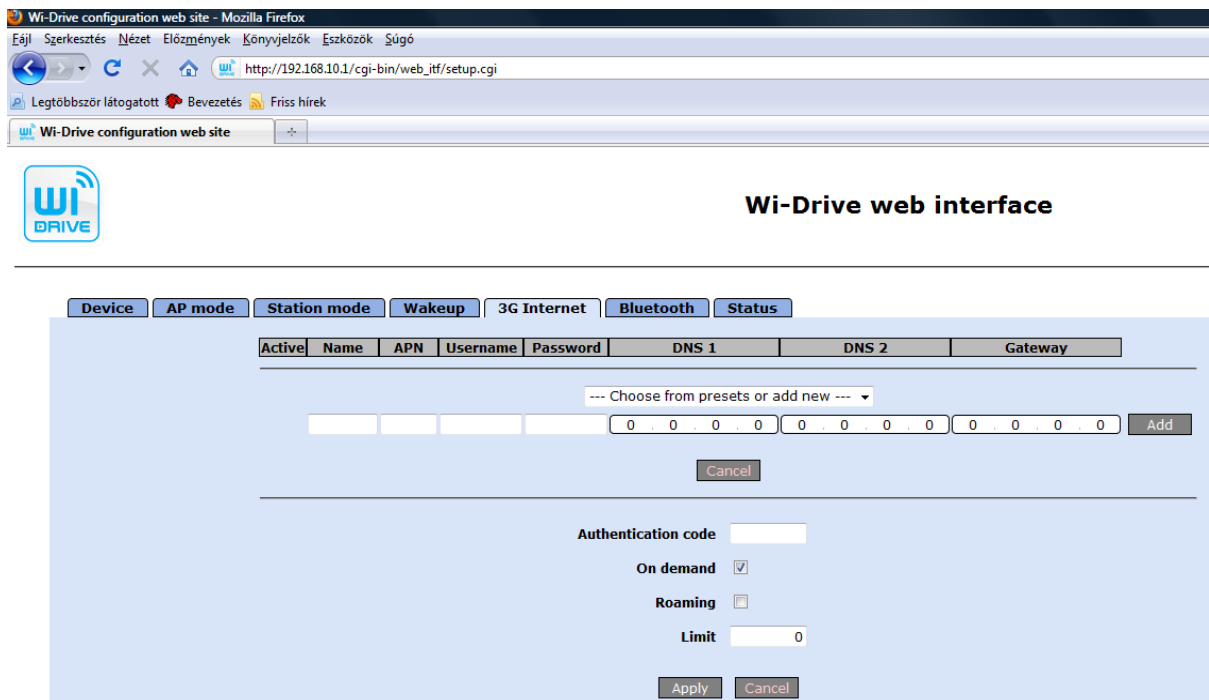 Wi-Drive configuration web site - Mozilla Firefox
Fájl Szerkesztés Nézet Előzmények Könyvjelzők Eszközök Súgó
http://192.168.10.1/cgi-bin/web_itf/setup.cgi
Legtöbbször látogatott Bevezetés Friss hírek
Wi-Drive configuration web site
WI
DRIVE
Wi-Drive web interface
Device AP mode Station mode Wakeup 3G Internet Bluetooth Status
Active Name APN Username Password DNS 1 DNS 2 Gateway
--- Choose from presets or add new ---
0 . 0 . 0 . 0 0 . 0 . 0 . 0 0 . 0 . 0 . 0 Add
Cancel
Authentication code
On demand
Roaming
Limit 0
Apply Cancel